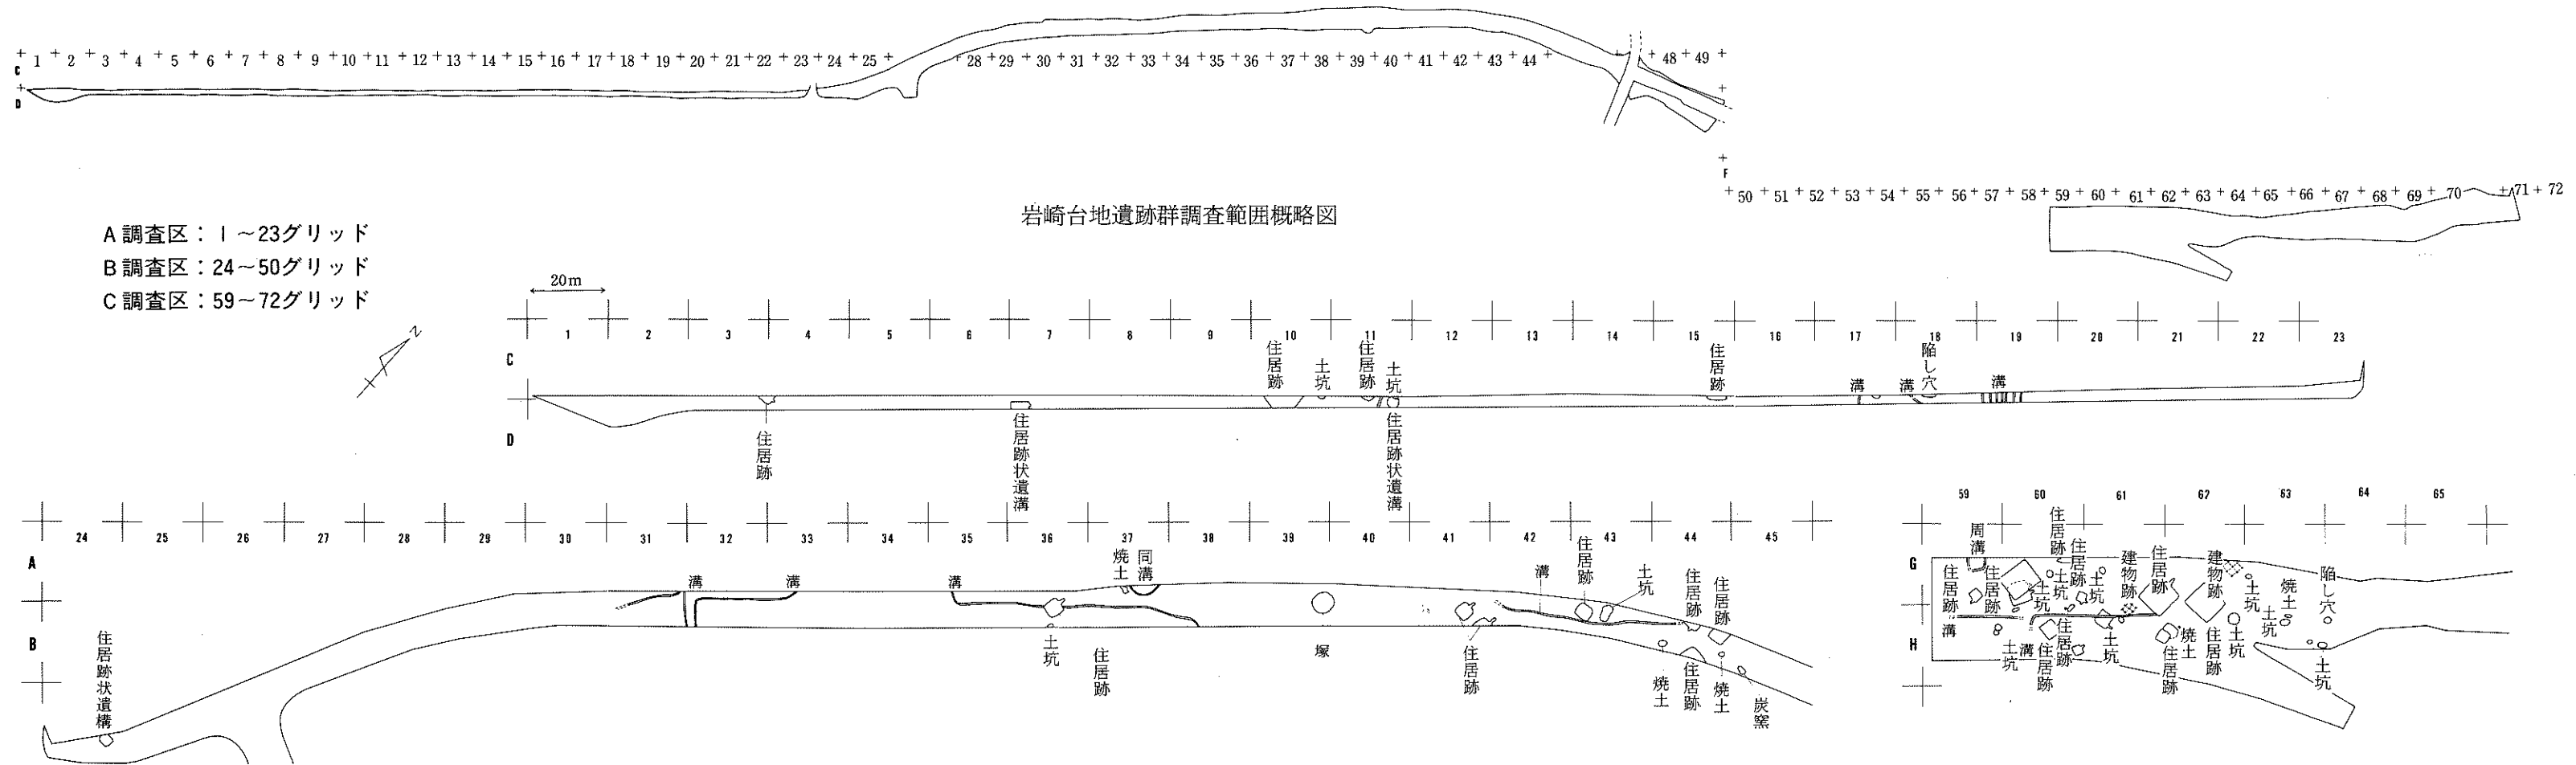 C
1 2 3 4 5 6 7 8 9 10 11 12 13 14 15 16 17 18 19 20 21 22 23 24 25 28 29 30 31 32 33 34 35 36 37 38 39 40 41 42 43 44 48 49
D
F
50 51 52 53 54 55 56 57 58 59 60 61 62 63 64 65 66 67 68 69 70 71 72
岩崎台地遺跡群調査範囲概略図
A調査区：1～23グリッド
B調査区：24～50グリッド
C調査区：59～72グリッド
20m
N
1 2 3 4 5 6 7 8 9 10 11 12 13 14 15 16 17 18 19 20 21 22 23
C
住居跡
土坑
住居跡
土坑
住居跡
溝
溝
陥し穴
溝
D
住居跡
住居跡状遺溝
住居跡状遺溝
24 25 26 27 28 29 30 31 32 33 34 35 36 37 38 39 40 41 42 43 44 45
A
溝
溝
溝
焼土
同溝
溝
住居跡
土坑
住居跡
住居跡
B
住居跡状遺構
土坑
住居跡
塚
住居跡
焼土
住居跡
焼土
炭窯
59 60 61 62 63 64 65
G
周溝
住居跡
住居跡
住居跡
住居跡
土坑
土坑
土坑
建物跡
住居跡
建物跡
土坑
焼土
土坑
陥し穴
H
溝
土坑
溝
住居跡
住居跡
土坑
焼土
住居跡
住居跡
土坑
土坑